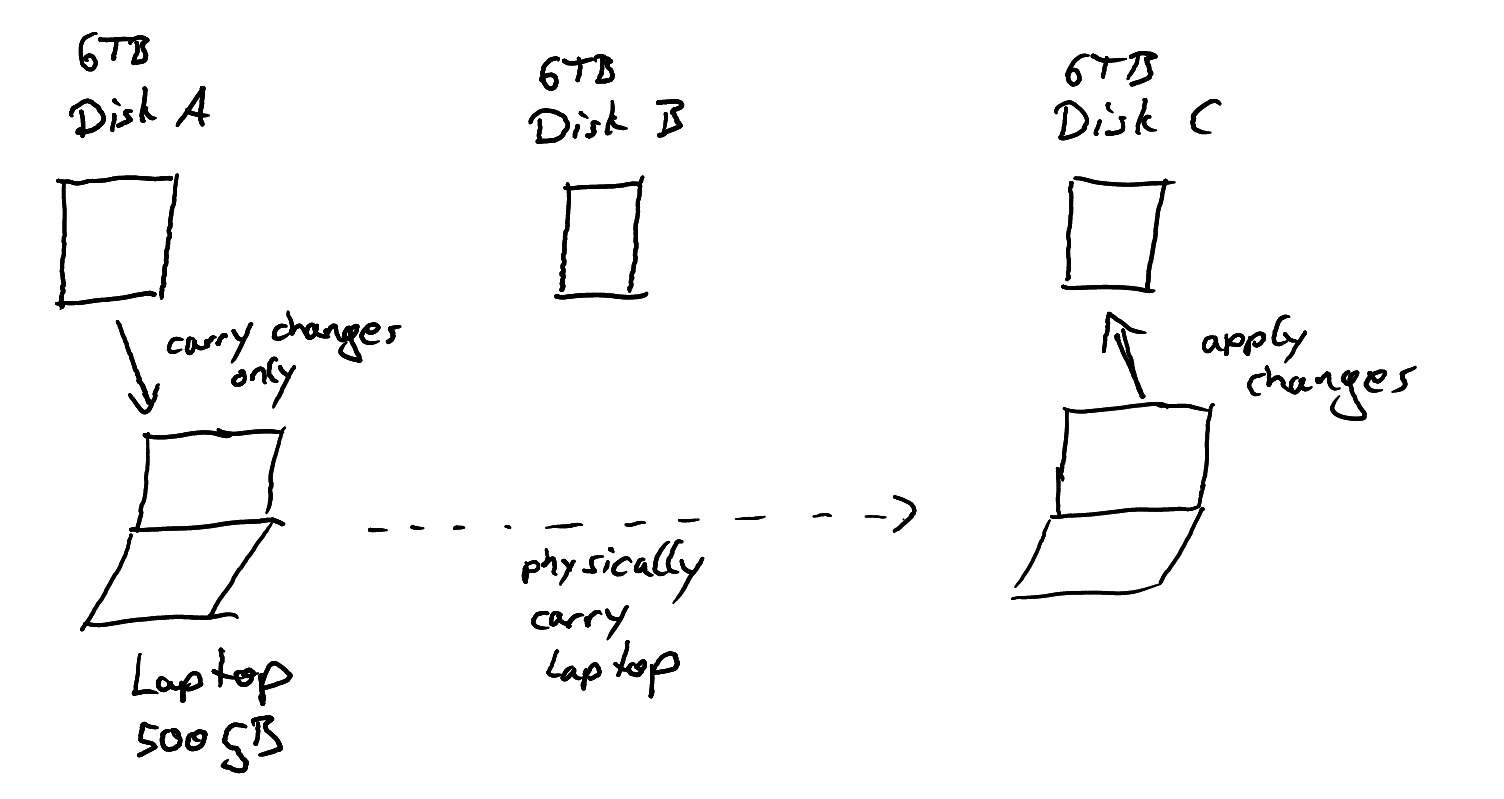 6TB
Disk A
6TB
Disk B
6TB
Disk C
carry changes
only
apply
changes
physically
carry
Laptop
Laptop
500 GB